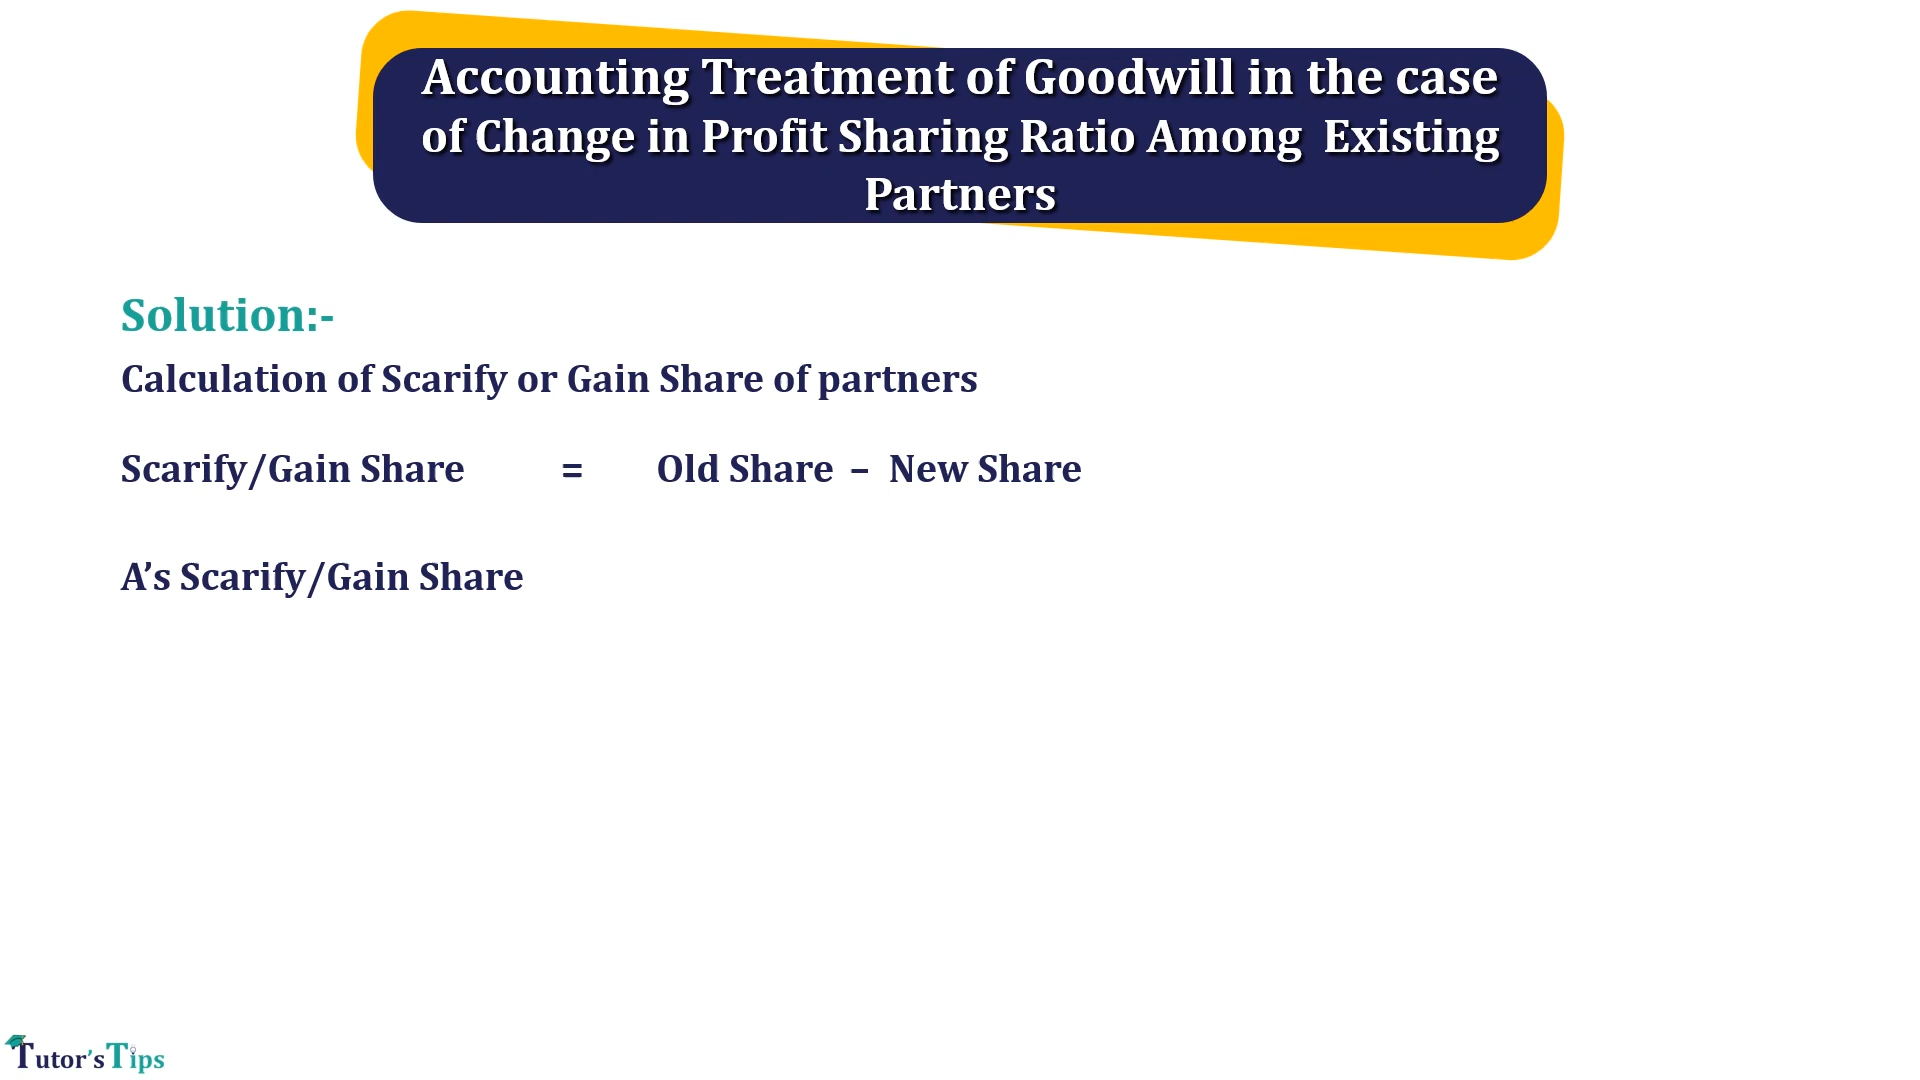 Accounting Treatment of Goodwill in the case
of Change in Profit Sharing Ratio Among Existing
Partners
Solution:-
Calculation of Scarify or Gain Share of partners
Scarify/Gain Share = Old Share – New Share
A’s Scarify/Gain Share
Tutor’sTips